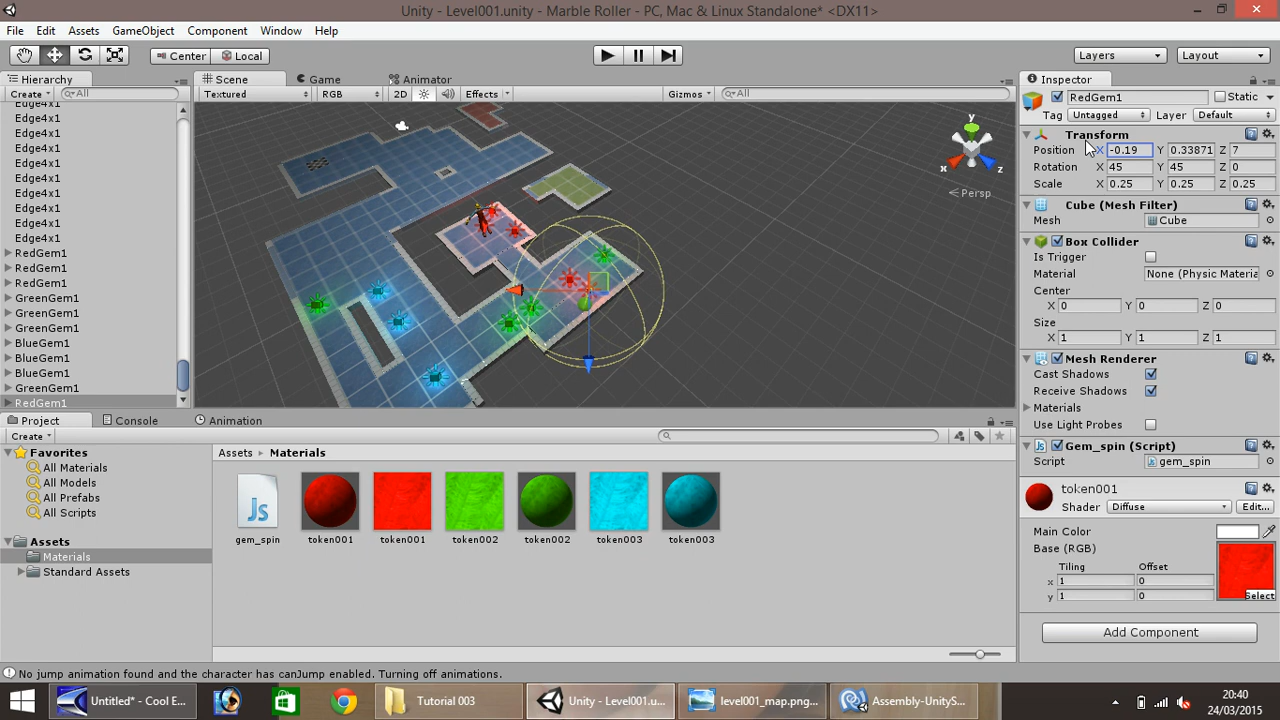 Unity - Level001.unity - Marble Roller - PC, Mac & Linux Standalone* <DX11>
File Edit Assets GameObject Component Window Help
Center Local Layers Layout
Hierarchy
Create All
Edge4x1
Edge4x1
Edge4x1
Edge4x1
Edge4x1
Edge4x1
Edge4x1
Edge4x1
Edge4x1
Edge4x1
RedGem1
RedGem1
RedGem1
GreenGem1
GreenGem1
GreenGem1
BlueGem1
BlueGem1
BlueGem1
GreenGem1
RedGem1
Scene Game Animator
Textured RGB 2D Effects Gizmos All
y
x z
Persp
Inspector
RedGem1 Static
Tag Untagged Layer Default
Transform
Position X -0.19 Y 0.33871 Z 7
Rotation X 45 Y 45 Z 0
Scale X 0.25 Y 0.25 Z 0.25
Cube (Mesh Filter)
Mesh Cube
Box Collider
Is Trigger
Material None (Physic Materia
Center
X 0 Y 0 Z 0
Size
X 1 Y 1 Z 1
Mesh Renderer
Cast Shadows
Receive Shadows
Materials
Use Light Probes
Gem_spin (Script)
Script gem_spin
token001
Shader Diffuse Edit...
Main Color
Base (RGB)
Tiling Offset
x 1 0
y 1 0
Select
Add Component
Project Console Animation
Create
Favorites
All Materials
All Models
All Prefabs
All Scripts
Assets
Materials
Standard Assets
Assets Materials
Js
gem_spin token001 token001 token002 token002 token003 token003
No jump animation found and the character has canJump enabled. Turning off animations.
Untitled* - Cool E... Tutorial 003 Unity - Level001.u... level001_map.png... Assembly-UnityS...
20:40
24/03/2015